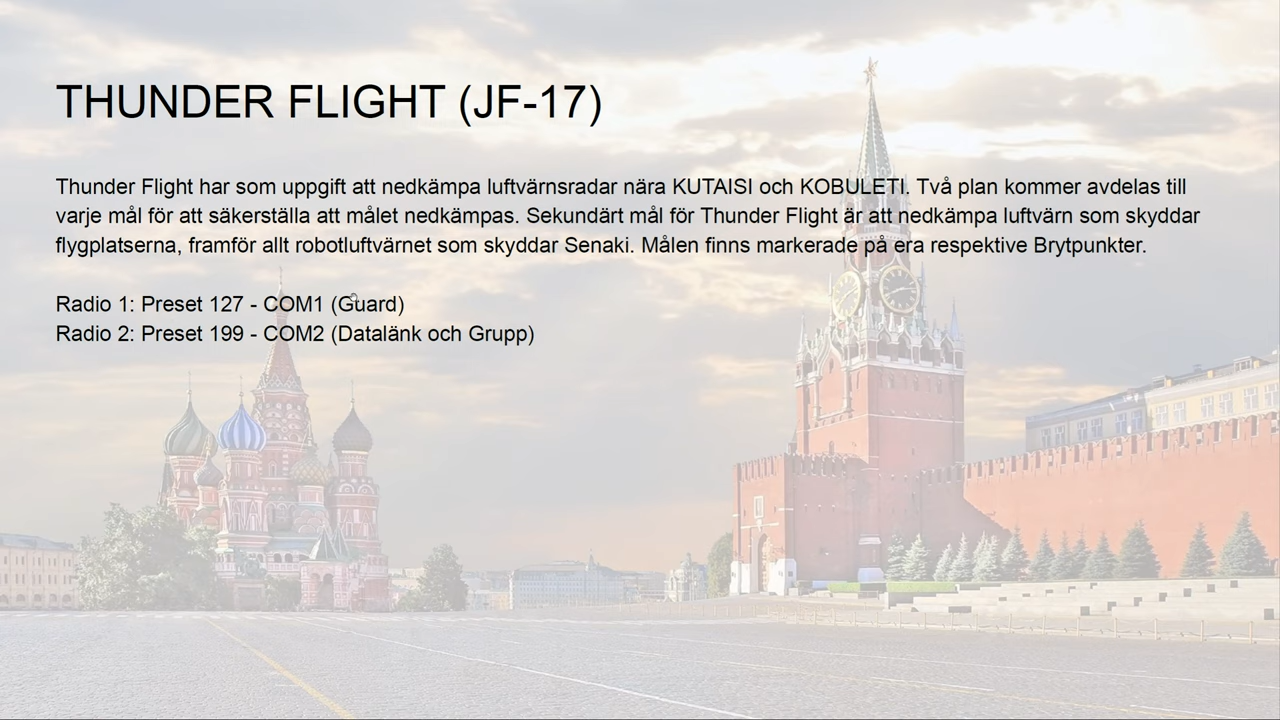 THUNDER FLIGHT (JF-17)
Thunder Flight har som uppgift att nedkämpa luftvärnsradar nära KUTAISI och KOBULETI. Två plan kommer avdelas till
varje mål för att säkerställa att målet nedkämpas. Sekundärt mål för Thunder Flight är att nedkämpa luftvärn som skyddar
flygplatserna, framför allt robotluftvärnet som skyddar Senaki. Målen finns markerade på era respektive Brytpunkter.
Radio 1: Preset 127 - COM1 (Guard)
Radio 2: Preset 199 - COM2 (Datalänk och Grupp)